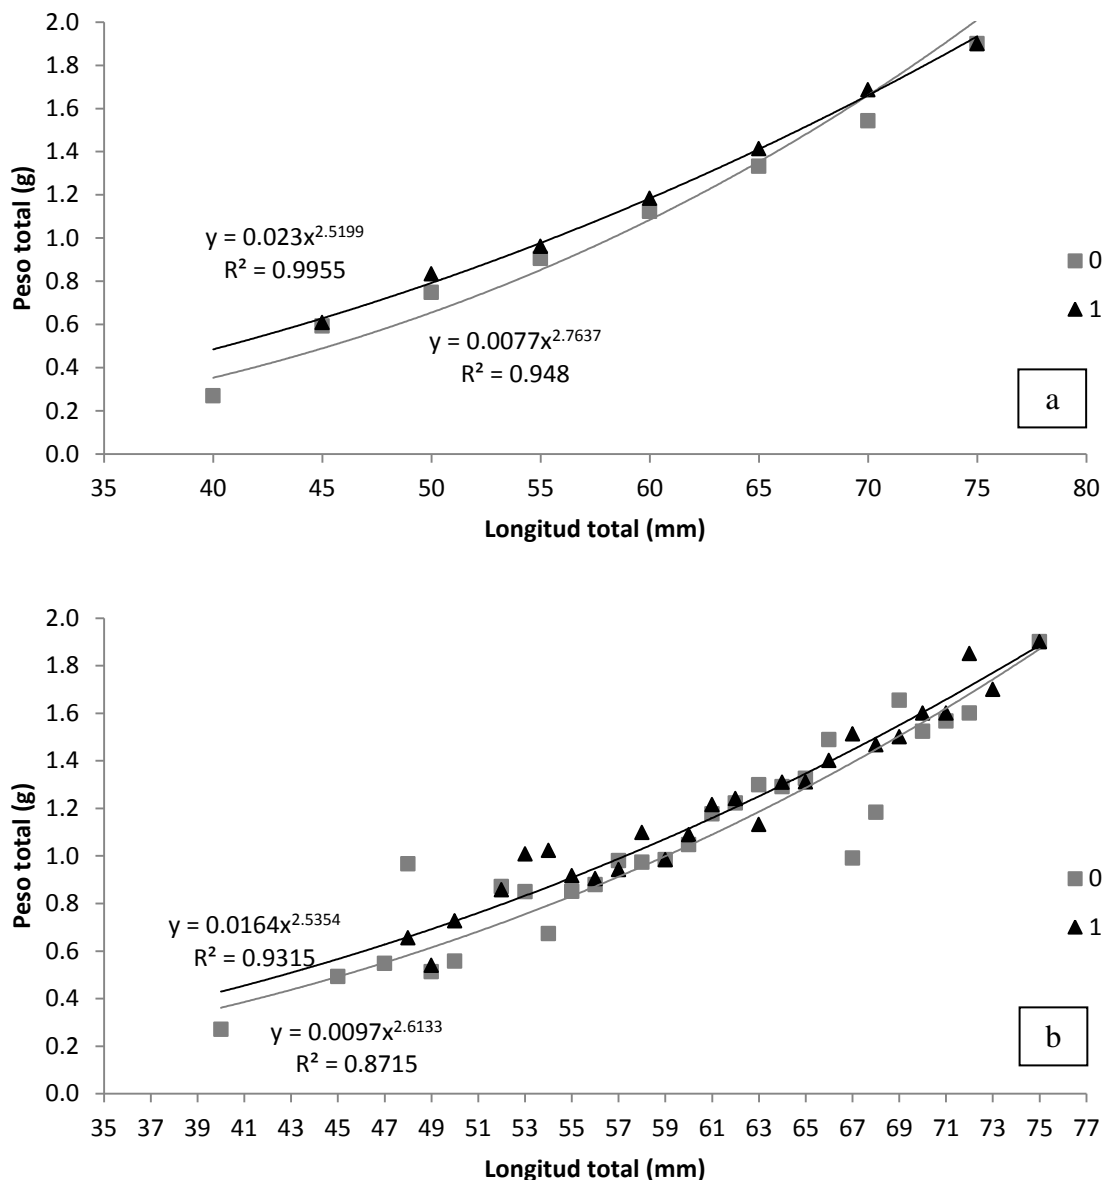 2.0
1.8
1.6
1.4
1.2
1.0
0.8
0.6
0.4
0.2
0.0
Peso total (g)
y = 0.023x^2.5199
R² = 0.9955
y = 0.0077x^2.7637
R² = 0.948
0
1
a
35 40 45 50 55 60 65 70 75 80
Longitud total (mm)
2.0
1.8
1.6
1.4
1.2
1.0
0.8
0.6
0.4
0.2
0.0
Peso total (g)
y = 0.0164x^2.5354
R² = 0.9315
y = 0.0097x^2.6133
R² = 0.8715
0
1
b
35 37 39 41 43 45 47 49 51 53 55 57 59 61 63 65 67 69 71 73 75 77
Longitud total (mm)